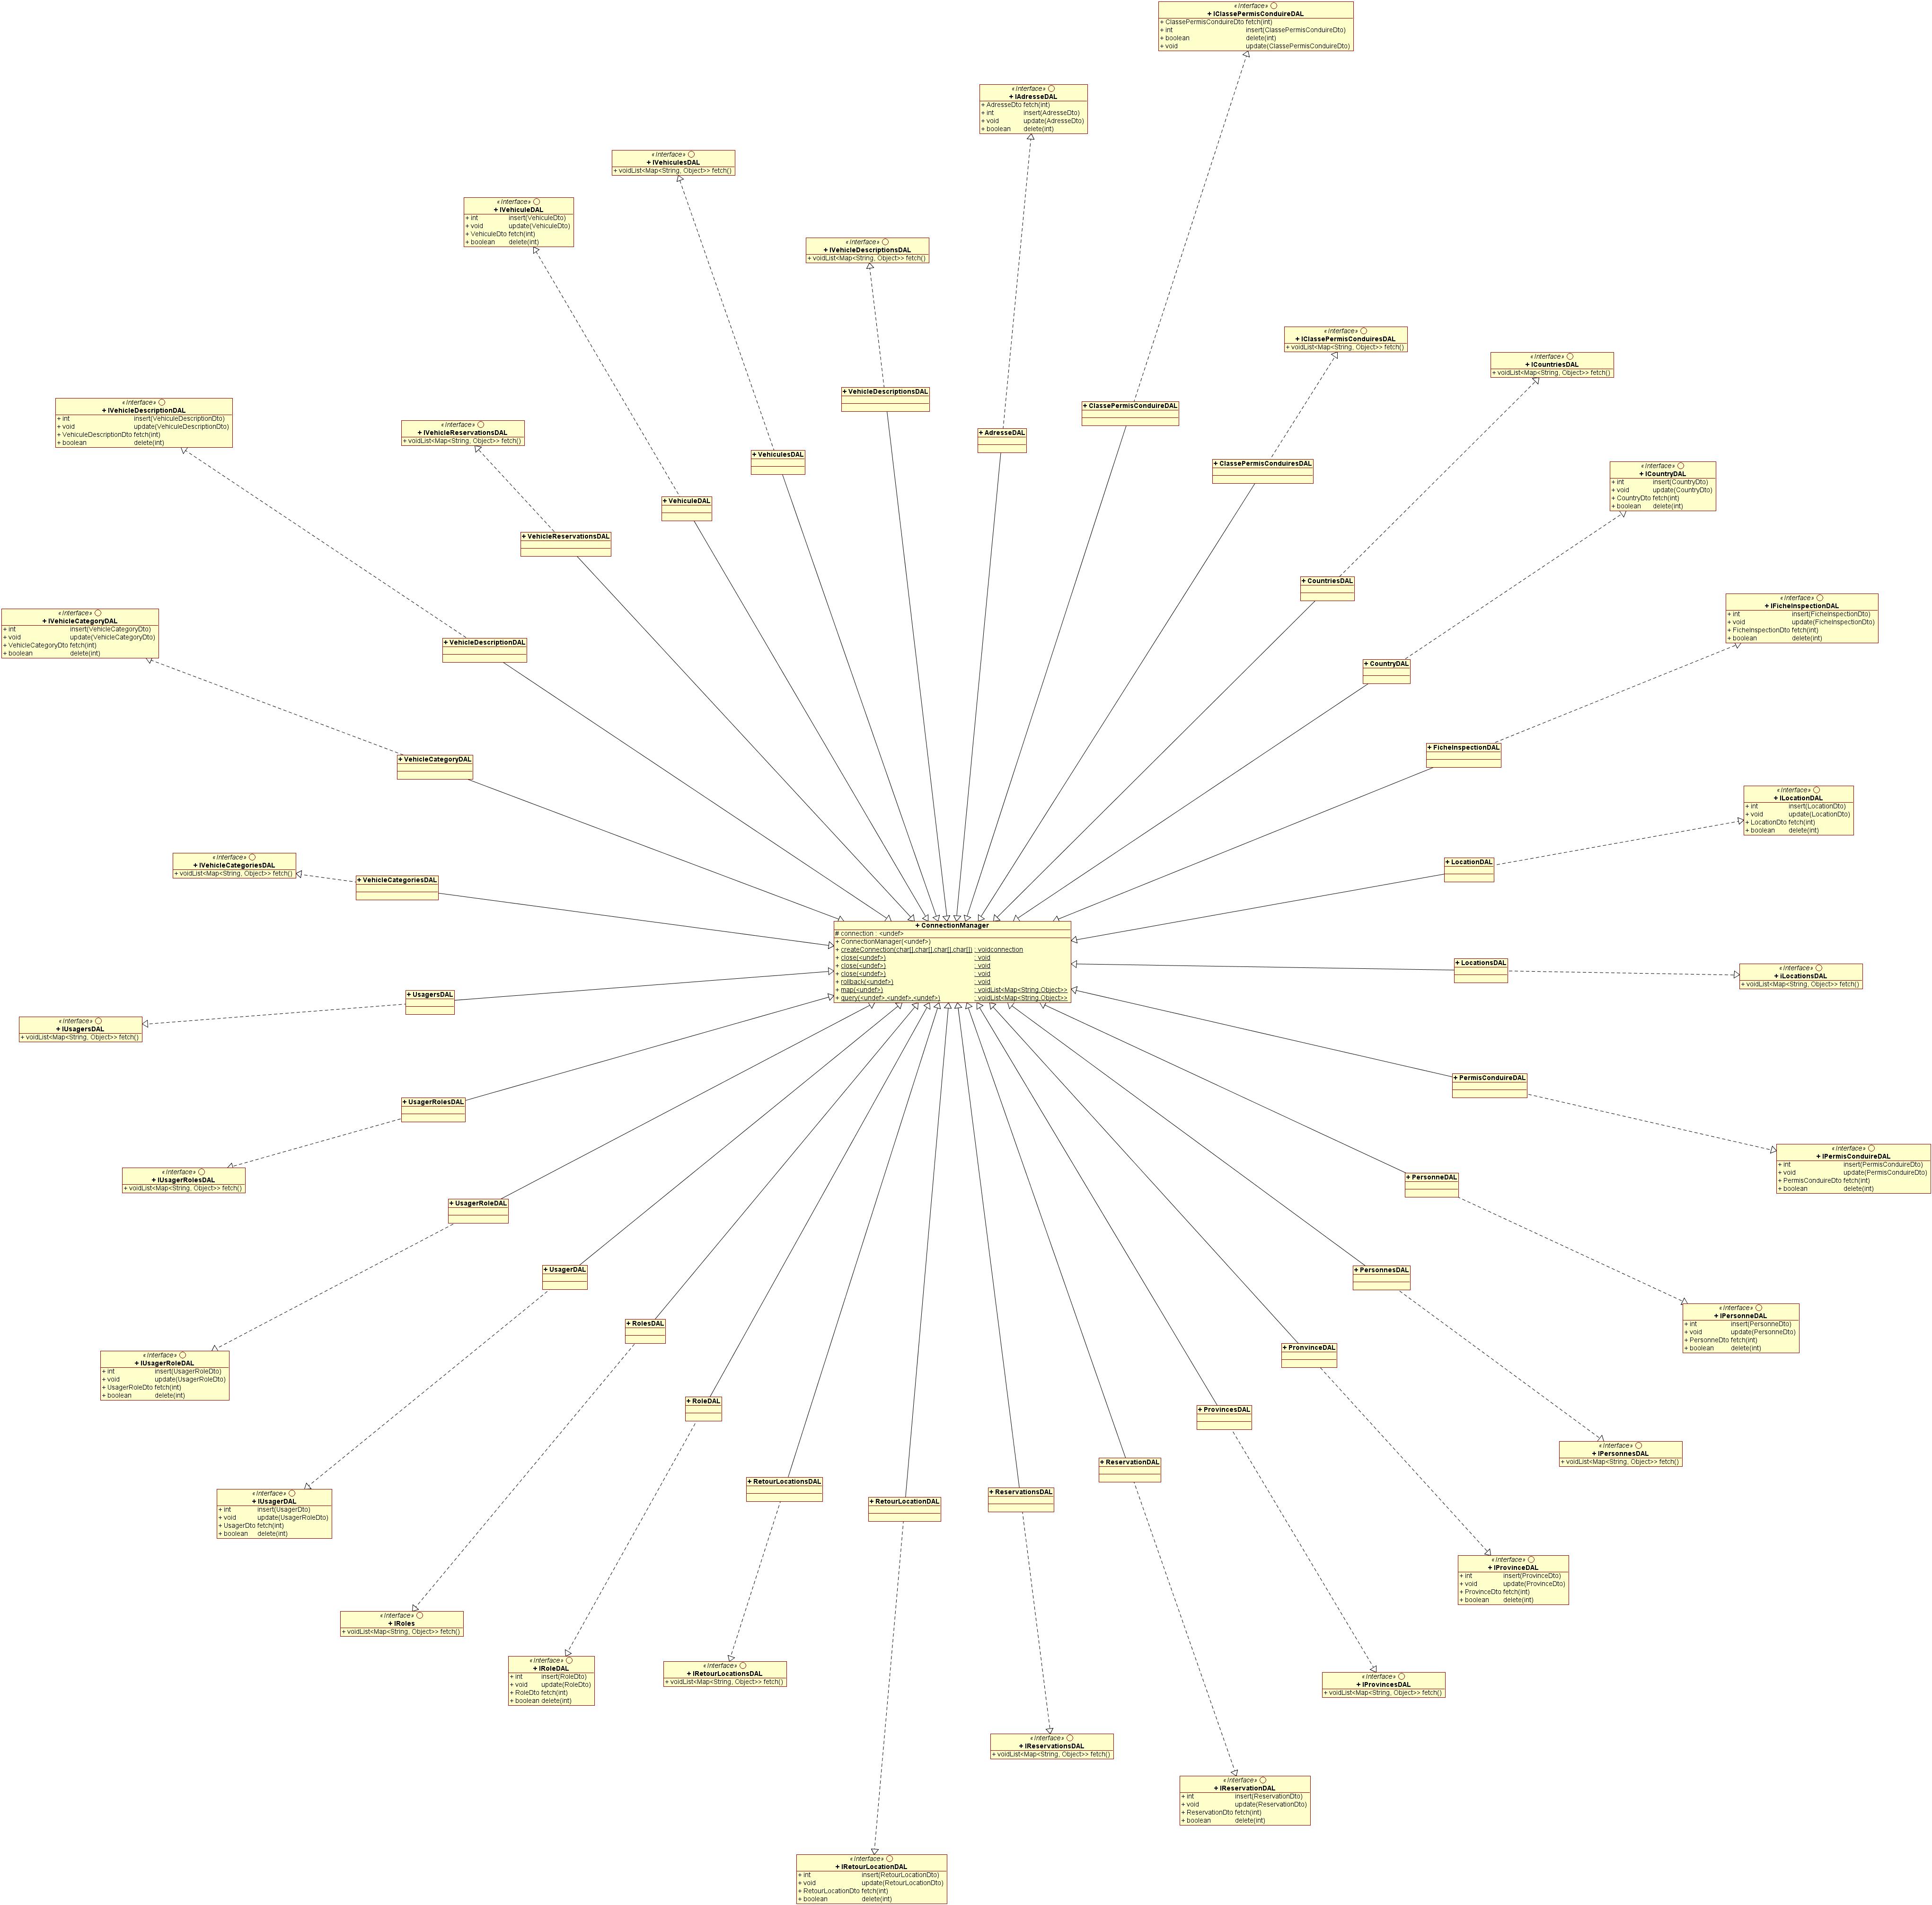 «Interface»
+ IClassePermisConduireDAL
+ ClassePermisConduireDto fetch(int)
+ int insert(ClassePermisConduireDto)
+ boolean delete(int)
+ void update(ClassePermisConduireDto)
«Interface»
+ IAdresseDAL
+ AdresseDto fetch(int)
+ int insert(AdresseDto)
+ void update(AdresseDto)
+ boolean delete(int)
«Interface»
+ IVehiculesDAL
+ voidList<Map<String, Object>> fetch()
«Interface»
+ IVehiculeDAL
+ int insert(VehiculeDto)
+ void update(VehiculeDto)
+ VehiculeDto fetch(int)
+ boolean delete(int)
«Interface»
+ IVehicleDescriptionsDAL
+ voidList<Map<String, Object>> fetch()
«Interface»
+ IClassePermisConduiresDAL
+ voidList<Map<String, Object>> fetch()
«Interface»
+ ICountriesDAL
+ voidList<Map<String, Object>> fetch()
+ VehicleDescriptionsDAL
«Interface»
+ IVehicleDescriptionDAL
+ int insert(VehiculeDescriptionDto)
+ void update(VehiculeDescriptionDto)
+ VehiculeDescriptionDto fetch(int)
+ boolean delete(int)
+ ClassePermisConduireDAL
«Interface»
+ IVehicleReservationsDAL
+ voidList<Map<String, Object>> fetch()
+ AdresseDAL
+ VehiculesDAL
+ ClassePermisConduiresDAL
«Interface»
+ ICountryDAL
+ int insert(CountryDto)
+ void update(CountryDto)
+ CountryDto fetch(int)
+ boolean delete(int)
+ VehiculeDAL
+ VehicleReservationsDAL
+ CountriesDAL
«Interface»
+ IFicheInspectionDAL
+ int insert(FicheInspectionDto)
+ void update(FicheInspectionDto)
+ FicheInspectionDto fetch(int)
+ boolean delete(int)
«Interface»
+ IVehicleCategoryDAL
+ int insert(VehicleCategoryDto)
+ void update(VehicleCategoryDto)
+ VehicleCategoryDto fetch(int)
+ boolean delete(int)
+ VehicleDescriptionDAL
+ CountryDAL
+ FicheInspectionDAL
+ VehicleCategoryDAL
«Interface»
+ ILocationDAL
+ int insert(LocationDto)
+ void update(LocationDto)
+ LocationDto fetch(int)
+ boolean delete(int)
«Interface»
+ IVehicleCategoriesDAL
+ voidList<Map<String, Object>> fetch()
+ LocationDAL
+ VehicleCategoriesDAL
+ ConnectionManager
# connection : <undef>
+ ConnectionManager(<undef>)
+ createConnection(char[],char[],char[],char[]) : voidconnection
+ close(<undef>) : void
+ close(<undef>) : void
+ close(<undef>) : void
+ rollback(<undef>) : void
+ map(<undef>) : voidList<Map<String,Object>>
+ query(<undef>,<undef>,<undef>) : voidList<Map<String,Object>>
+ LocationsDAL
«Interface»
+ ILocationsDAL
+ voidList<Map<String, Object>> fetch()
+ UsagersDAL
«Interface»
+ IUsagersDAL
+ voidList<Map<String, Object>> fetch()
+ PermisConduireDAL
+ UsagerRolesDAL
«Interface»
+ IPermisConduireDAL
+ int insert(PermisConduireDto)
+ void update(PermisConduireDto)
+ PermisConduireDto fetch(int)
+ boolean delete(int)
«Interface»
+ IUsagerRolesDAL
+ voidList<Map<String, Object>> fetch()
+ PersonneDAL
+ UsagerRoleDAL
+ UsagerDAL
+ PersonnesDAL
«Interface»
+ IPersonneDAL
+ int insert(PersonneDto)
+ void update(PersonneDto)
+ PersonneDto fetch(int)
+ boolean delete(int)
+ RolesDAL
+ PronvinceDAL
«Interface»
+ IUsagerRoleDAL
+ int insert(UsagerRoleDto)
+ void update(UsagerRoleDto)
+ UsagerRoleDto fetch(int)
+ boolean delete(int)
+ RoleDAL
+ ProvincesDAL
«Interface»
+ IPersonnesDAL
+ voidList<Map<String, Object>> fetch()
+ ReservationDAL
+ RetourLocationsDAL
+ ReservationsDAL
+ RetourLocationDAL
«Interface»
+ IUsagerDAL
+ int insert(UsagerDto)
+ void update(UsagerRoleDto)
+ UsagerDto fetch(int)
+ boolean delete(int)
«Interface»
+ IProvinceDAL
+ int insert(ProvinceDto)
+ void update(ProvinceDto)
+ ProvinceDto fetch(int)
+ boolean delete(int)
«Interface»
+ IRoles
+ voidList<Map<String, Object>> fetch()
«Interface»
+ IRoleDAL
+ int insert(RoleDto)
+ void update(RoleDto)
+ RoleDto fetch(int)
+ boolean delete(int)
«Interface»
+ IRetourLocationsDAL
+ voidList<Map<String, Object>> fetch()
«Interface»
+ IProvincesDAL
+ voidList<Map<String, Object>> fetch()
«Interface»
+ IReservationsDAL
+ voidList<Map<String, Object>> fetch()
«Interface»
+ IReservationDAL
+ int insert(ReservationDto)
+ void update(ReservationDto)
+ ReservationDto fetch(int)
+ boolean delete(int)
«Interface»
+ IRetourLocationDAL
+ int insert(RetourLocationDto)
+ void update(RetourLocationDto)
+ RetourLocationDto fetch(int)
+ boolean delete(int)